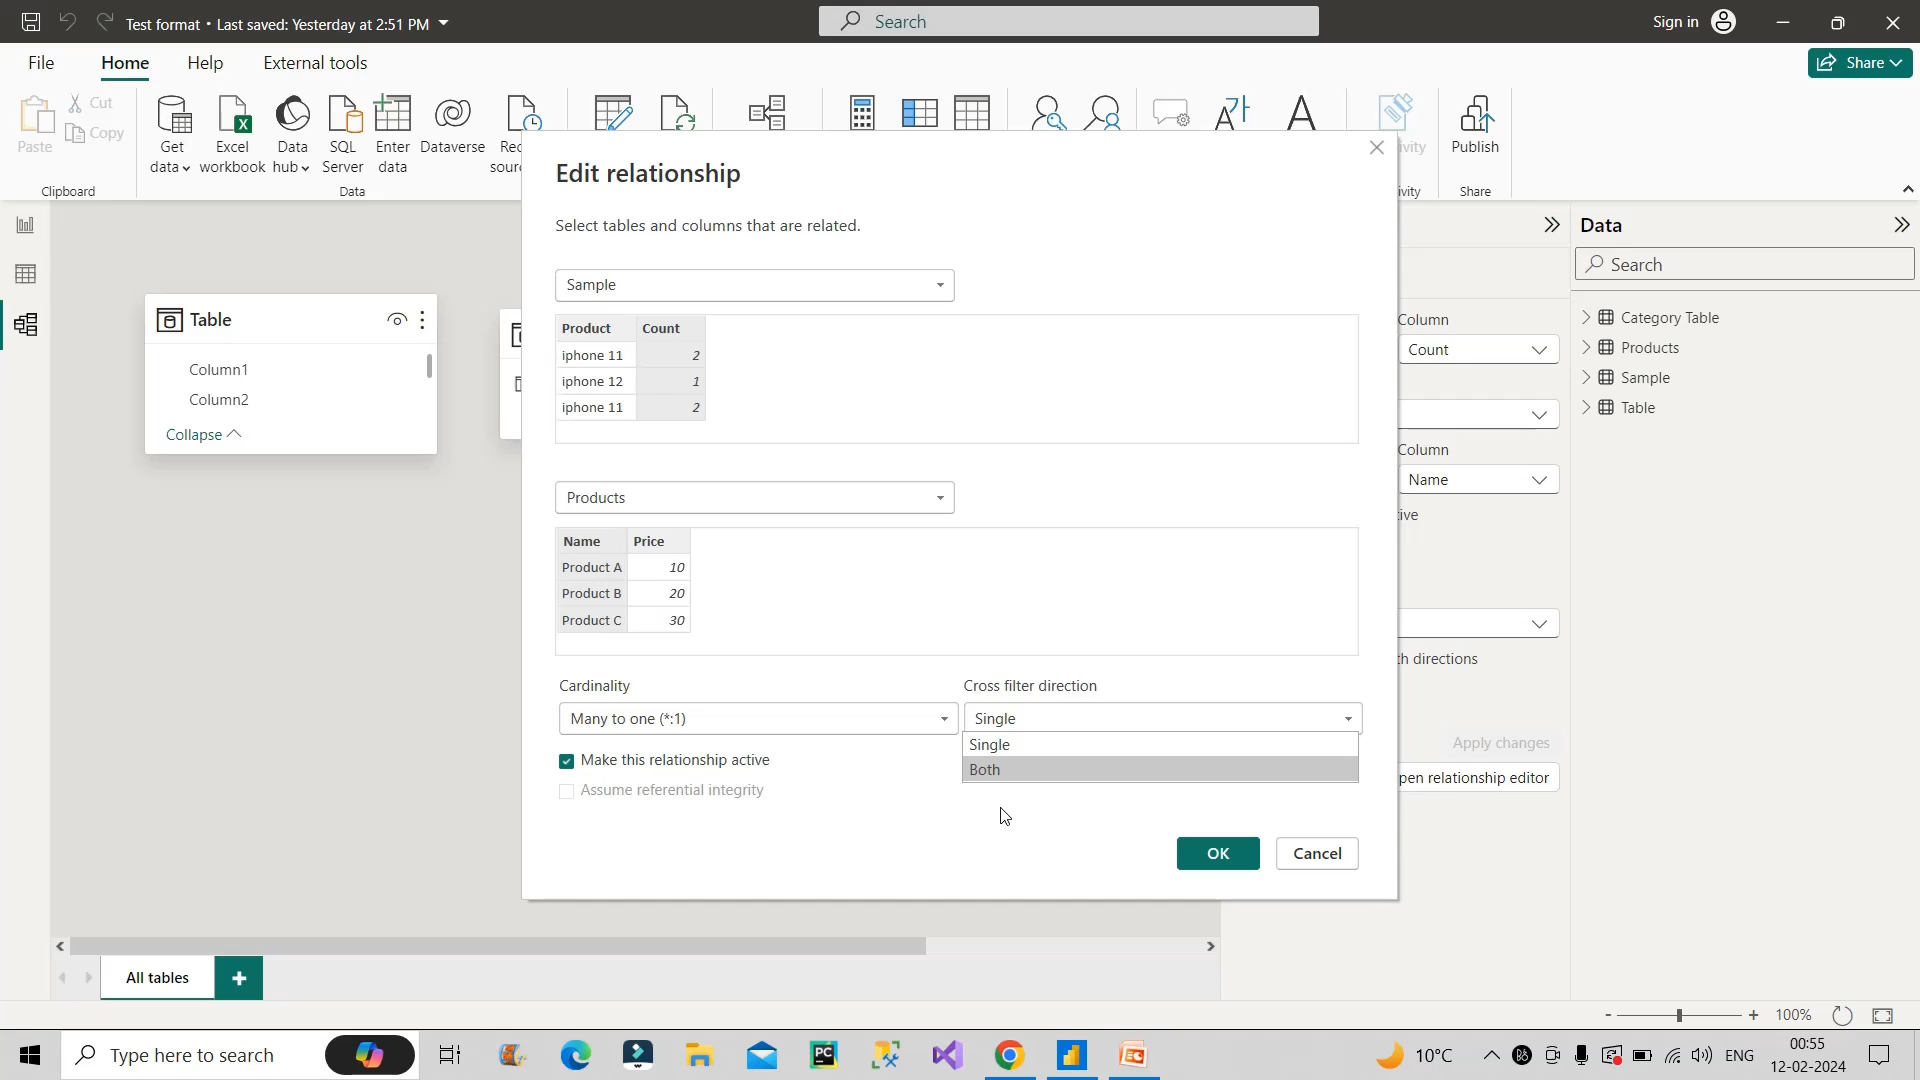 Test format • Last saved: Yesterday at 2:51 PM
Search
Sign in
File
Home
Help
External tools
Share
Paste
Cut
Copy
Get data
Excel workbook
Data hub
SQL Server
Enter data
Dataverse
Publish
Clipboard
Data
Share
Edit relationship
Select tables and columns that are related.
Sample
Product Count
iphone 11 2
iphone 12 1
iphone 11 2
Products
Name Price
Product A 10
Product B 20
Product C 30
Cardinality
Many to one (*:1)
Cross filter direction
Single
Single
Both
Make this relationship active
Assume referential integrity
OK
Cancel
Table
Column1
Column2
Collapse
Column
Count
Column
Name
th directions
Apply changes
pen relationship editor
Data
Search
Category Table
Products
Sample
Table
All tables
100%
Type here to search
10°C
ENG
00:55
12-02-2024